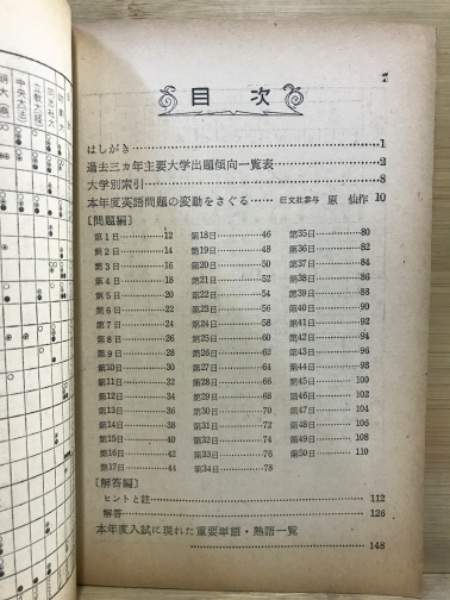 7
目次
はしがき……1
過去三ヵ年主要大学出題傾向一覧表……2
大学別索引……8
本年度英語問題の変動をさぐる…… 旺文社参与 原 仙作 10
〔問題編〕
第1日……12
第2日……14
第3日……16
第4日……18
第5日……20
第6日……22
第7日……24
第8日……26
第9日……28
第10日……30
第11日……32
第12日……34
第13日……36
第14日……38
第15日……40
第16日……42
第17日……44
第18日……46
第19日……48
第20日……50
第21日……52
第22日……54
第23日……56
第24日……58
第25日……60
第26日……62
第27日……64
第28日……66
第29日……68
第30日……70
第31日……72
第32日……74
第33日……76
第34日……78
第35日……80
第36日……82
第37日……84
第38日……86
第39日……88
第40日……90
第41日……92
第42日……94
第43日……96
第44日……98
第45日……100
第46日……102
第47日……104
第48日……106
第49日……108
第50日……110
〔解答編〕
ヒントと註……112
解答……126
本年度入試に現れた重要単語・熟語一覧
……148
同志社大
立教大(経)
中央大(法)